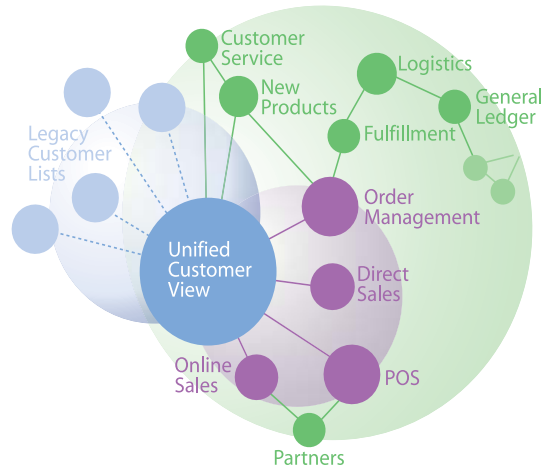 Customer
Service
New
Products
Logistics
General
Ledger
Fulfillment
Legacy
Customer
Lists
Order
Management
Unified
Customer
View
Direct
Sales
Online
Sales
POS
Partners